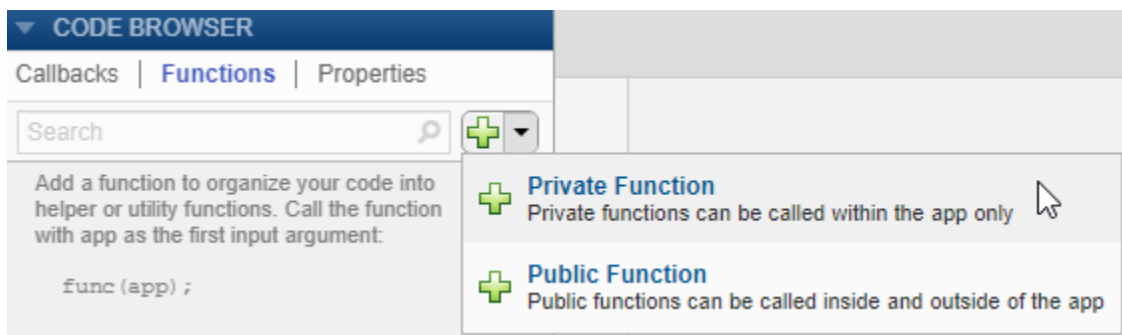 CODE BROWSER
Callbacks | Functions | Properties
Search
Add a function to organize your code into
helper or utility functions. Call the function
with app as the first input argument:
func(app);
Private Function
Private functions can be called within the app only
Public Function
Public functions can be called inside and outside of the app